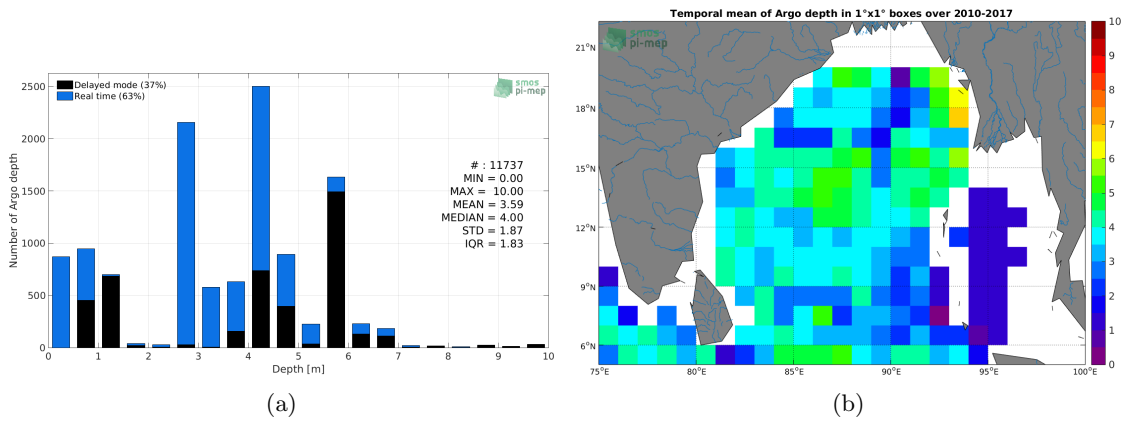 Temporal mean of Argo depth in 1°x1° boxes over 2010-2017
Delayed mode (37%)
Real time (63%)
smos
pi-mep
# : 11737
MIN = 0.00
MAX = 10.00
MEAN = 3.59
MEDIAN = 4.00
STD = 1.87
IQR = 1.83
Number of Argo depth
2500
2000
1500
1000
500
0
0 1 2 3 4 5 6 7 8 9 10
Depth [m]
(a)
smos
pi-mep
21°N
18°N
15°N
12°N
9°N
6°N
75°E 80°E 85°E 90°E 95°E 100°E
10
9
8
7
6
5
4
3
2
1
0
(b)